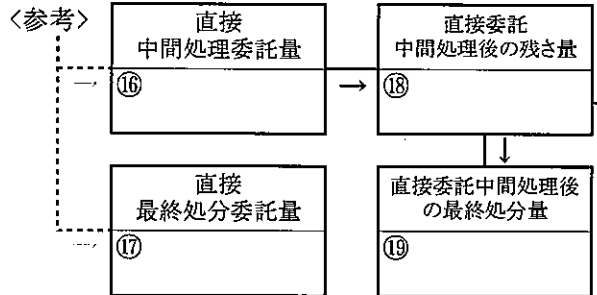 〈参考〉
直接
中間処理委託量
⑯
→
直接委託
中間処理後の残さ量
⑱
↓
直接
最終処分委託量
⑰
直接委託中間処理後
の最終処分量
⑲